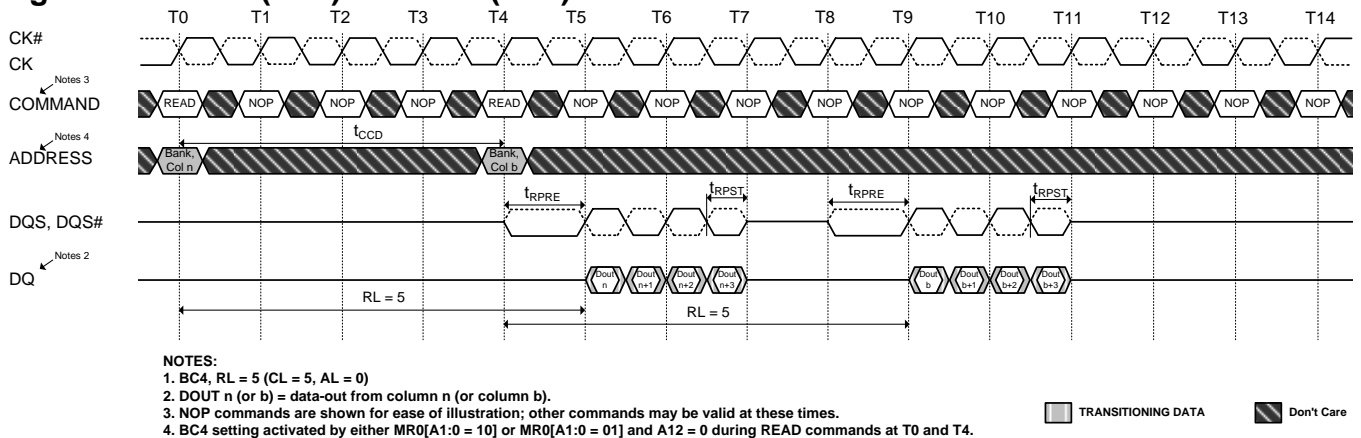 T0 T1 T2 T3 T4 T5 T6 T7 T8 T9 T10 T11 T12 T13 T14
CK#
CK
Notes 3
COMMAND READ NOP NOP NOP READ NOP NOP NOP NOP NOP NOP NOP NOP NOP NOP
tCCD
Notes 4
ADDRESS Bank, Col n Bank, Col b
tRPRE tRPST tRPRE tRPST
DQS, DQS#
Notes 2
DQ Dout n Dout n+1 Dout n+2 Dout n+3 Dout b Dout b+1 Dout b+2 Dout b+3
RL = 5
RL = 5
NOTES:
1. BC4, RL = 5 (CL = 5, AL = 0)
2. DOUT n (or b) = data-out from column n (or column b).
3. NOP commands are shown for ease of illustration; other commands may be valid at these times.
4. BC4 setting activated by either MR0[A1:0 = 10] or MR0[A1:0 = 01] and A12 = 0 during READ commands at T0 and T4.
TRANSITIONING DATA Don't Care